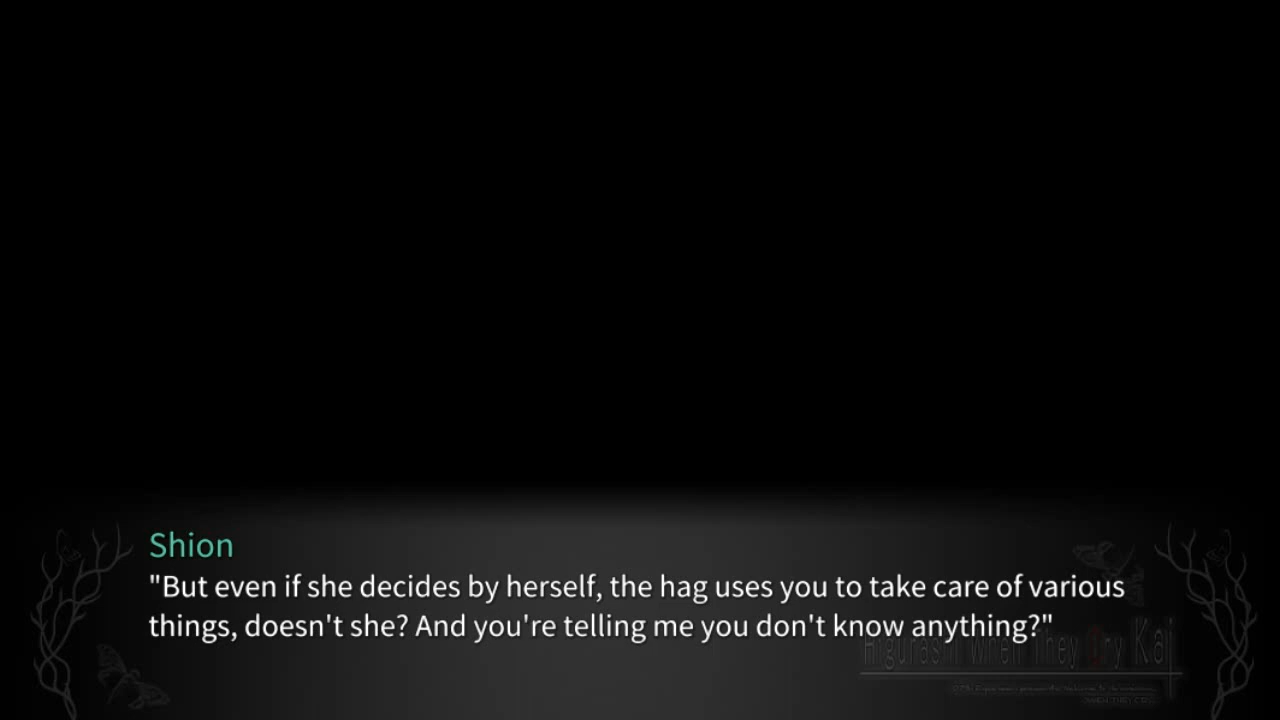 Shion
"But even if she decides by herself, the hag uses you to take care of various
things, doesn't she? And you're telling me you don't know anything?"
Higurashi When They Cry Kai